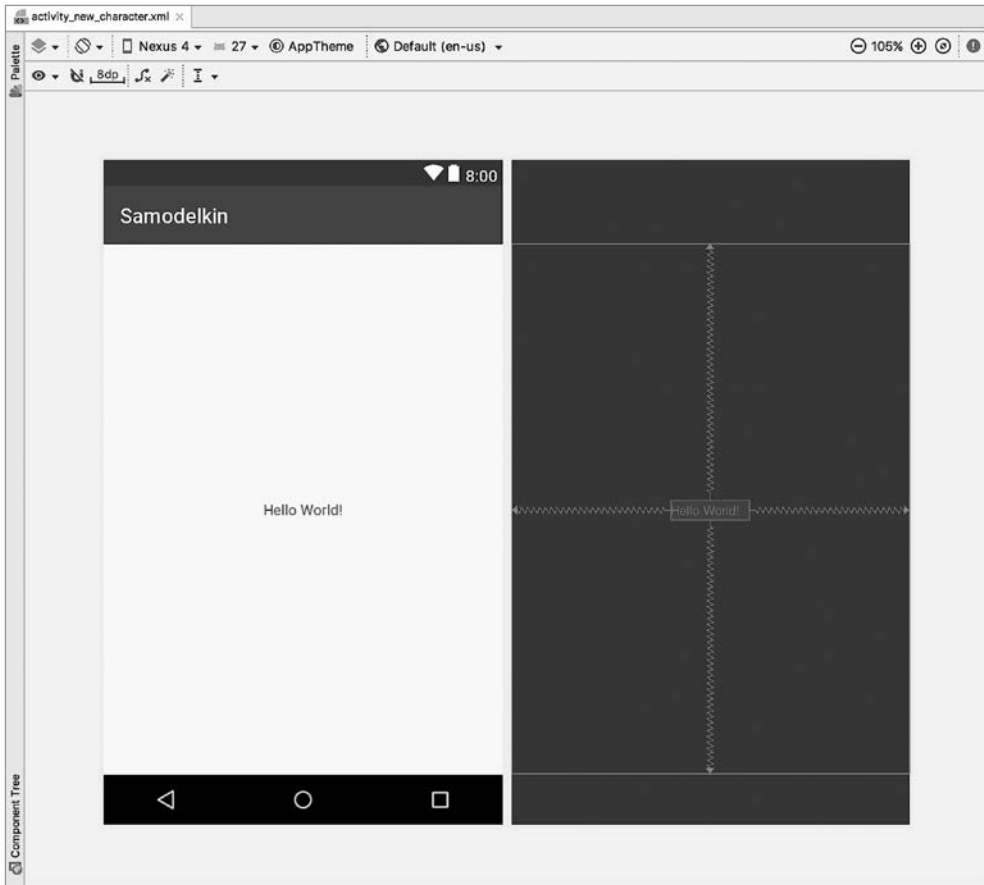 activity_new_character.xml
Palette
Nexus 4 27 AppTheme Default (en-us) 105%
8dp
8:00
Samodelkin
Hello World!
Hello World!
Component Tree